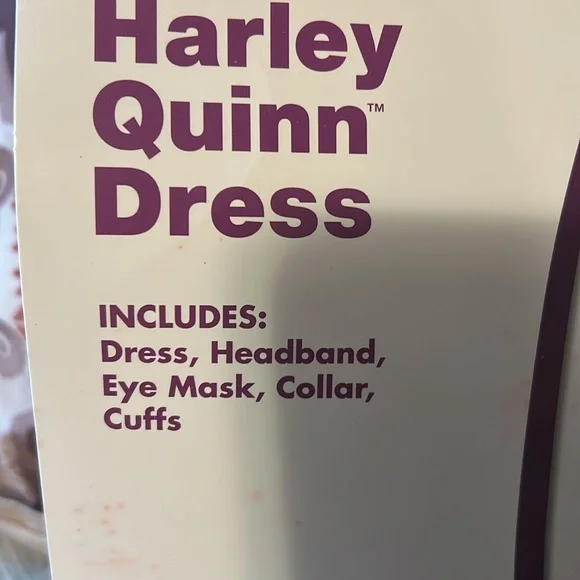 Harley
Quinn™
Dress
INCLUDES:
Dress, Headband,
Eye Mask, Collar,
Cuffs